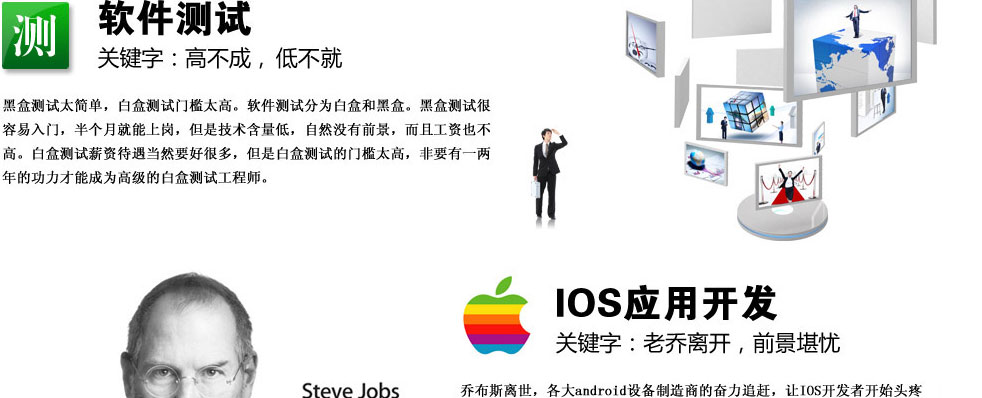 测
软件测试
关键字：高不成，低不就
黑盒测试太简单，白盒测试门槛太高。软件测试分为白盒和黑盒。黑盒测试很
容易入门，半个月就能上岗，但是技术含量低，自然没有前景，而且工资也不
高。白盒测试薪资待遇当然要好很多，但是白盒测试的门槛太高，非要有一两
年的功力才能成为高级的白盒测试工程师。
IOS应用开发
关键字：老乔离开，前景堪忧
Steve Jobs
乔布斯离世，各大android设备制造商的奋力追赶，让IOS开发者开始头疼